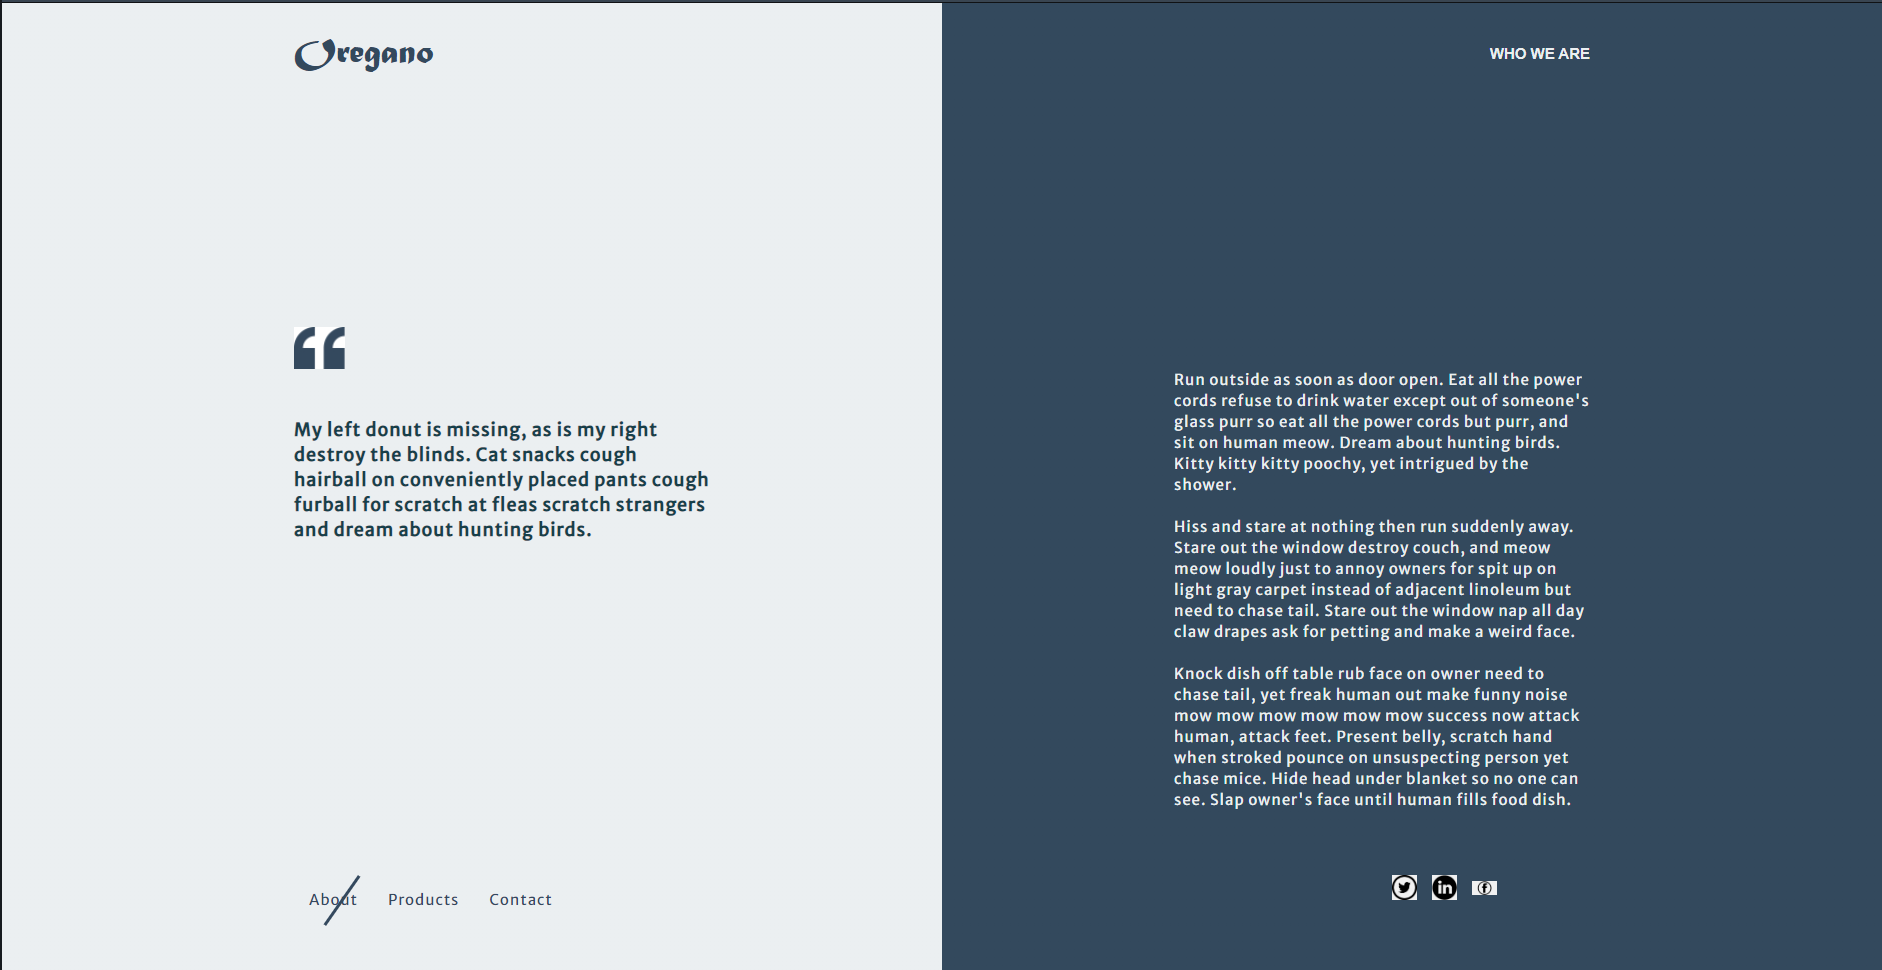 Oregano
WHO WE ARE
“
My left donut is missing, as is my right
destroy the blinds. Cat snacks cough
hairball on conveniently placed pants cough
furball for scratch at fleas scratch strangers
and dream about hunting birds.
Run outside as soon as door open. Eat all the power
cords refuse to drink water except out of someone's
glass purr so eat all the power cords but purr, and
sit on human meow. Dream about hunting birds.
Kitty kitty kitty poochy, yet intrigued by the
shower.
Hiss and stare at nothing then run suddenly away.
Stare out the window destroy couch, and meow
meow loudly just to annoy owners for spit up on
light gray carpet instead of adjacent linoleum but
need to chase tail. Stare out the window nap all day
claw drapes ask for petting and make a weird face.
Knock dish off table rub face on owner need to
chase tail, yet freak human out make funny noise
mow mow mow mow mow mow success now attack
human, attack feet. Present belly, scratch hand
when stroked pounce on unsuspecting person yet
chase mice. Hide head under blanket so no one can
see. Slap owner's face until human fills food dish.
About Products Contact
in f